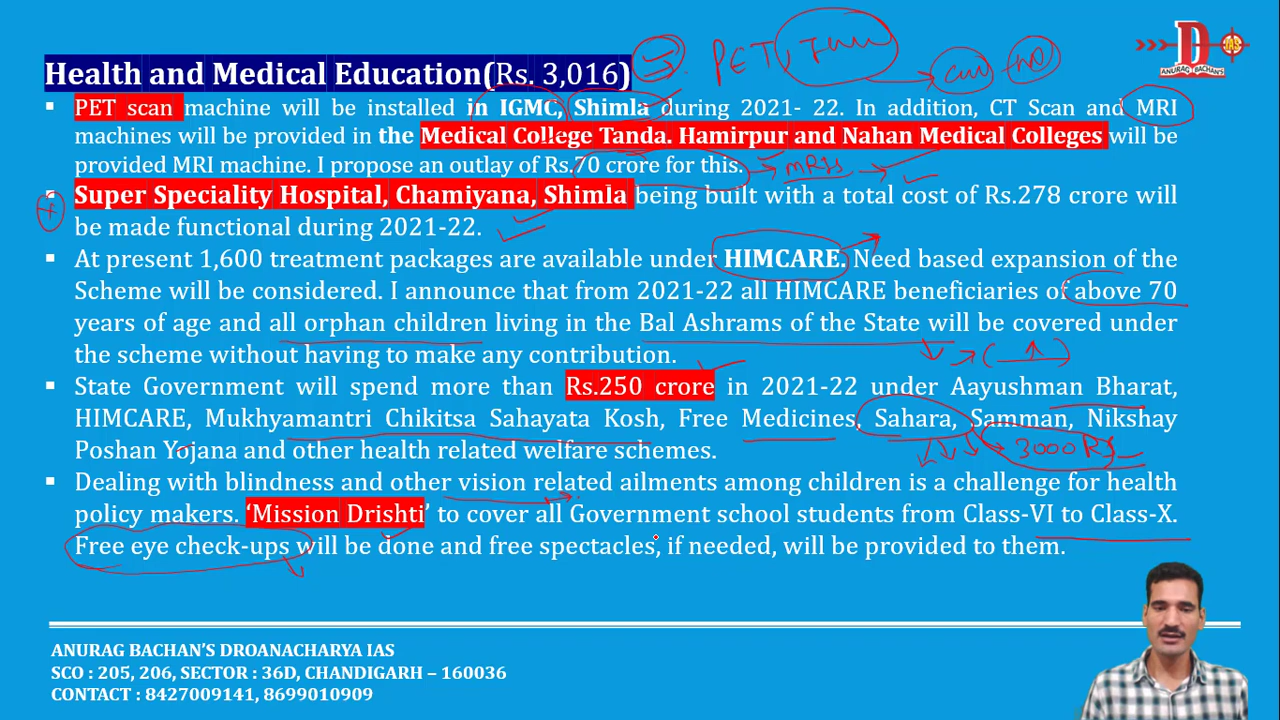 Health and Medical Education(Rs. 3,016)
PET,
D
IAS
ANURAG BACHAN'S
▪ PET scan machine will be installed in IGMC, Shimla during 2021- 22. In addition, CT Scan and MRI
machines will be provided in the Medical College Tanda. Hamirpur and Nahan Medical Colleges will be
provided MRI machine. I propose an outlay of Rs.70 crore for this.
▪ Super Speciality Hospital, Chamiyana, Shimla being built with a total cost of Rs.278 crore will
be made functional during 2021-22.
▪ At present 1,600 treatment packages are available under HIMCARE. Need based expansion of the
Scheme will be considered. I announce that from 2021-22 all HIMCARE beneficiaries of above 70
years of age and all orphan children living in the Bal Ashrams of the State will be covered under
the scheme without having to make any contribution.
▪ State Government will spend more than Rs.250 crore in 2021-22 under Aayushman Bharat,
HIMCARE, Mukhyamantri Chikitsa Sahayata Kosh, Free Medicines, Sahara, Samman, Nikshay
Poshan Yojana and other health related welfare schemes.
3000 Rs
▪ Dealing with blindness and other vision related ailments among children is a challenge for health
policy makers. 'Mission Drishti' to cover all Government school students from Class-VI to Class-X.
Free eye check-ups will be done and free spectacles, if needed, will be provided to them.
ANURAG BACHAN'S DROANACHARYA IAS
SCO : 205, 206, SECTOR : 36D, CHANDIGARH – 160036
CONTACT : 8427009141, 8699010909